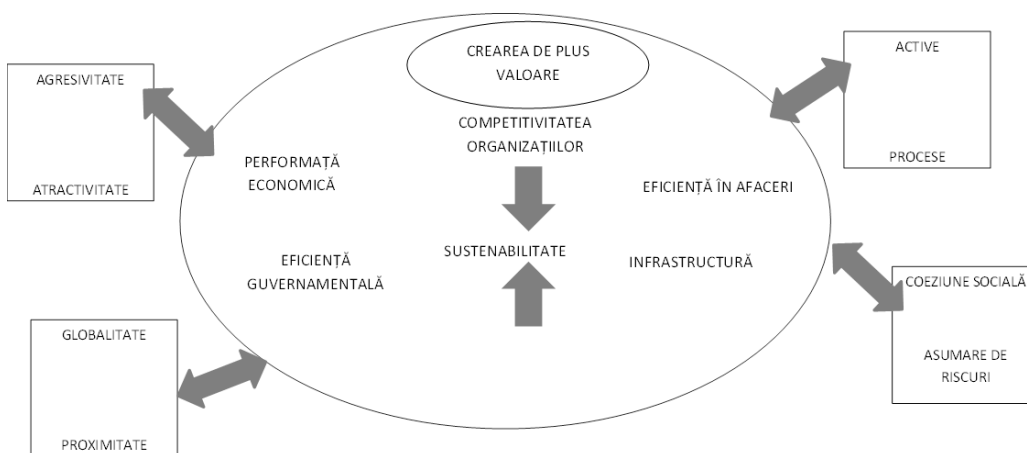 CREAREA DE PLUS
VALOARE
COMPETITIVITATEA
ORGANIZAȚIILOR
AGRESIVITATE
ATRACTIVITATE
ACTIVE
PROCESE
PERFORMAȚĂ
ECONOMICĂ
EFICIENȚĂ ÎN AFACERI
EFICIENȚĂ
GUVERNAMENTALĂ
SUSTENABILITATE
INFRASTRUCTURĂ
GLOBALITATE
PROXIMITATE
COEZIUNE SOCIALĂ
ASUMARE DE
RISCURI